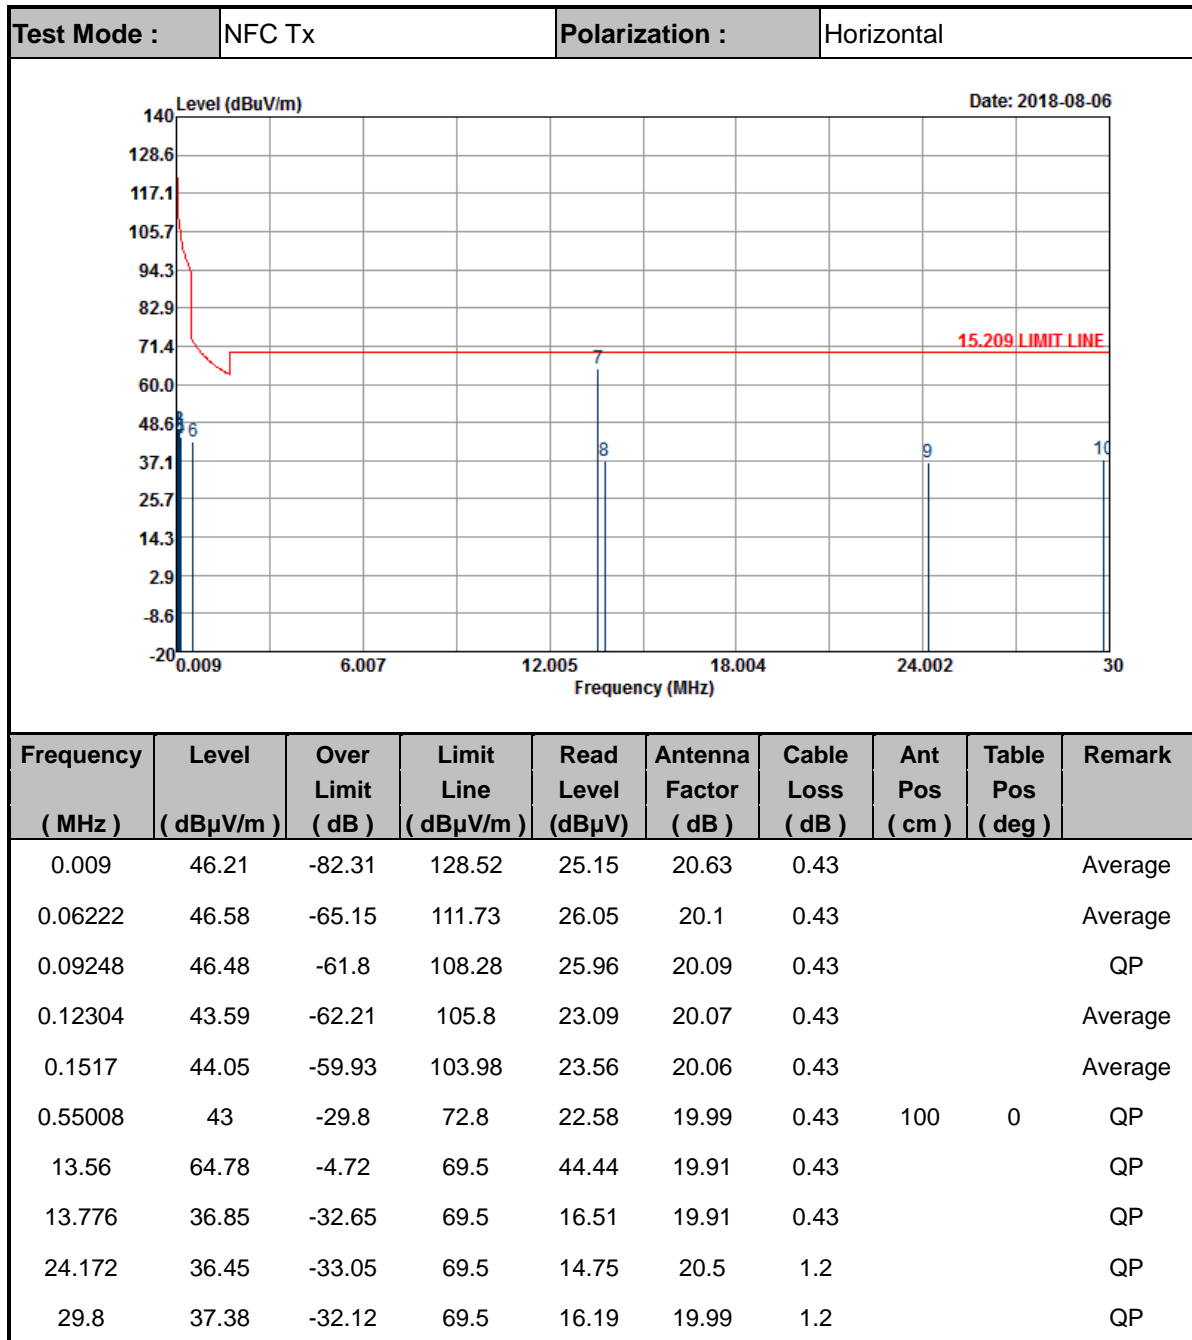 Test Mode : NFC Tx Polarization : Horizontal
Level (dBuV/m) Date: 2018-08-06
140
128.6
117.1
105.7
94.3
82.9
71.4
60.0
48.6
37.1
25.7
14.3
2.9
-8.6
-20
15.209 LIMIT LINE
6
7
8
9
10
0.009 6.007 12.005 18.004 24.002 30
Frequency (MHz)
Frequency Level Over Limit Read Antenna Cable Ant Table Remark
Limit Line Level Factor Loss Pos Pos
( MHz ) ( dBµV/m ) ( dB ) ( dBµV/m ) (dBµV) ( dB ) ( dB ) ( cm ) ( deg )
0.009 46.21 -82.31 128.52 25.15 20.63 0.43 Average
0.06222 46.58 -65.15 111.73 26.05 20.1 0.43 Average
0.09248 46.48 -61.8 108.28 25.96 20.09 0.43 QP
0.12304 43.59 -62.21 105.8 23.09 20.07 0.43 Average
0.1517 44.05 -59.93 103.98 23.56 20.06 0.43 Average
0.55008 43 -29.8 72.8 22.58 19.99 0.43 100 0 QP
13.56 64.78 -4.72 69.5 44.44 19.91 0.43 QP
13.776 36.85 -32.65 69.5 16.51 19.91 0.43 QP
24.172 36.45 -33.05 69.5 14.75 20.5 1.2 QP
29.8 37.38 -32.12 69.5 16.19 19.99 1.2 QP